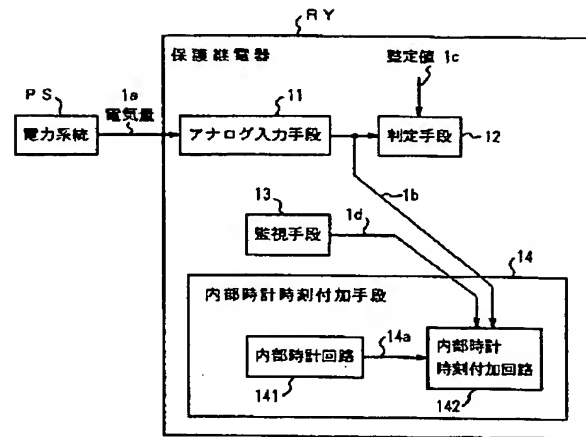 RY
保護継電器
整定値 1c
PS
1a
電気量
11
電力系統
アナログ入力手段
判定手段
12
13
1d
1b
監視手段
14
内部時計時刻付加手段
14a
内部時計回路
内部時計
時刻付加回路
141
142